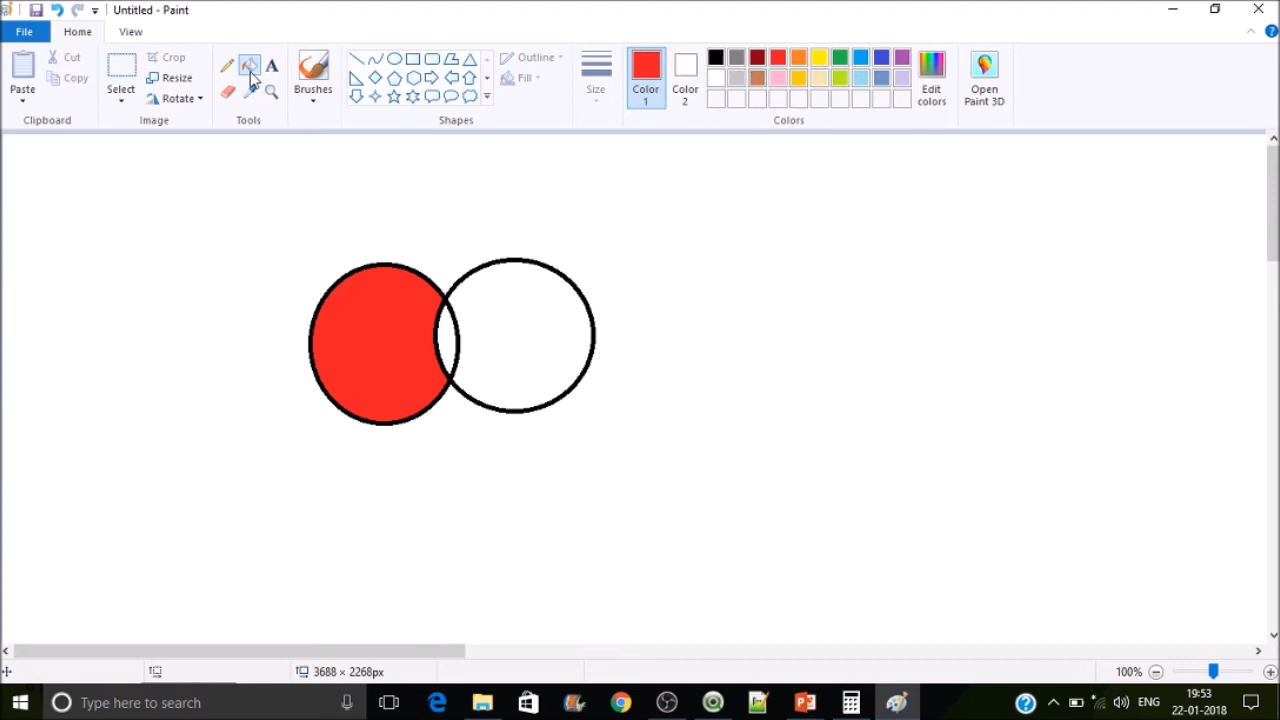 Untitled - Paint
File Home View
Paste
Cut
Copy
Clipboard
Select
Crop
Resize
Rotate
Image
A
Tools
Brushes
Shapes
Outline
Fill
Size
Color 1
Color 2
Colors
Edit colors
Open Paint 3D
3688 × 2268px
100%
Type here to search
ENG
19:53
22-01-2018